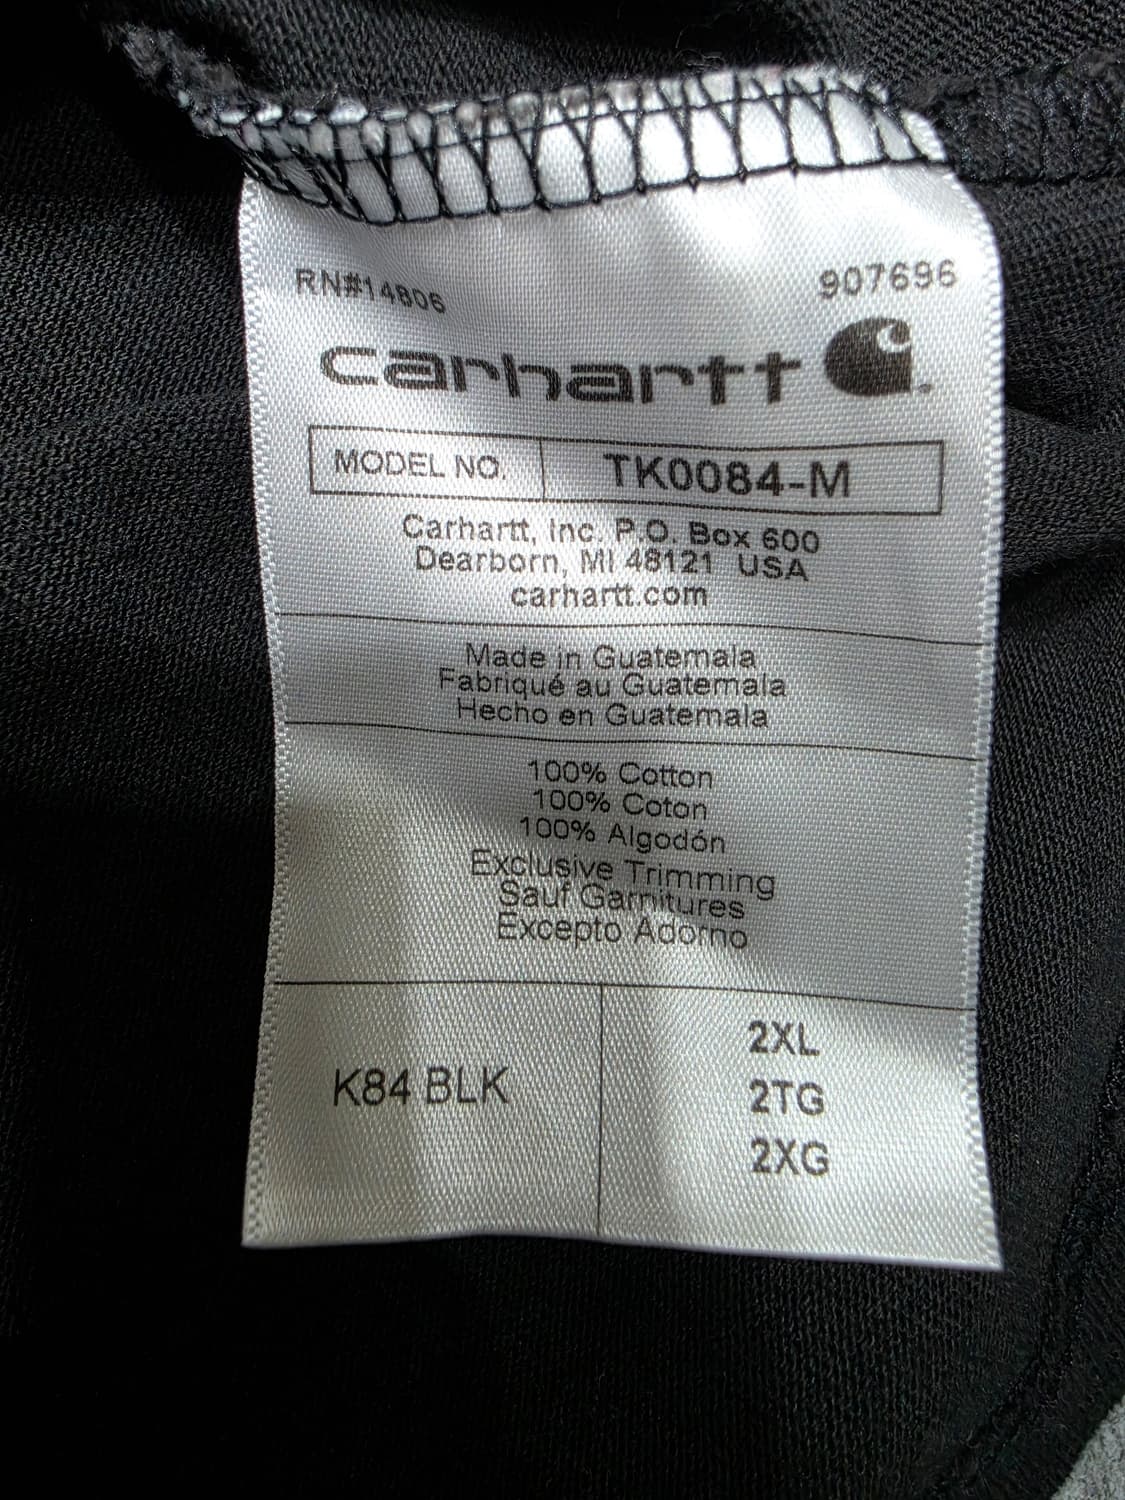 RN#14806 907696
carhartt
MODEL NO. TK0084-M
Carhartt, Inc. P.O. Box 600
Dearborn, MI 48121 USA
carhartt.com
Made in Guatemala
Fabriqué au Guatemala
Hecho en Guatemala
100% Cotton
100% Coton
100% Algodón
Exclusive Trimming
Sauf Garnitures
Excepto Adorno
K84 BLK
2XL
2TG
2XG